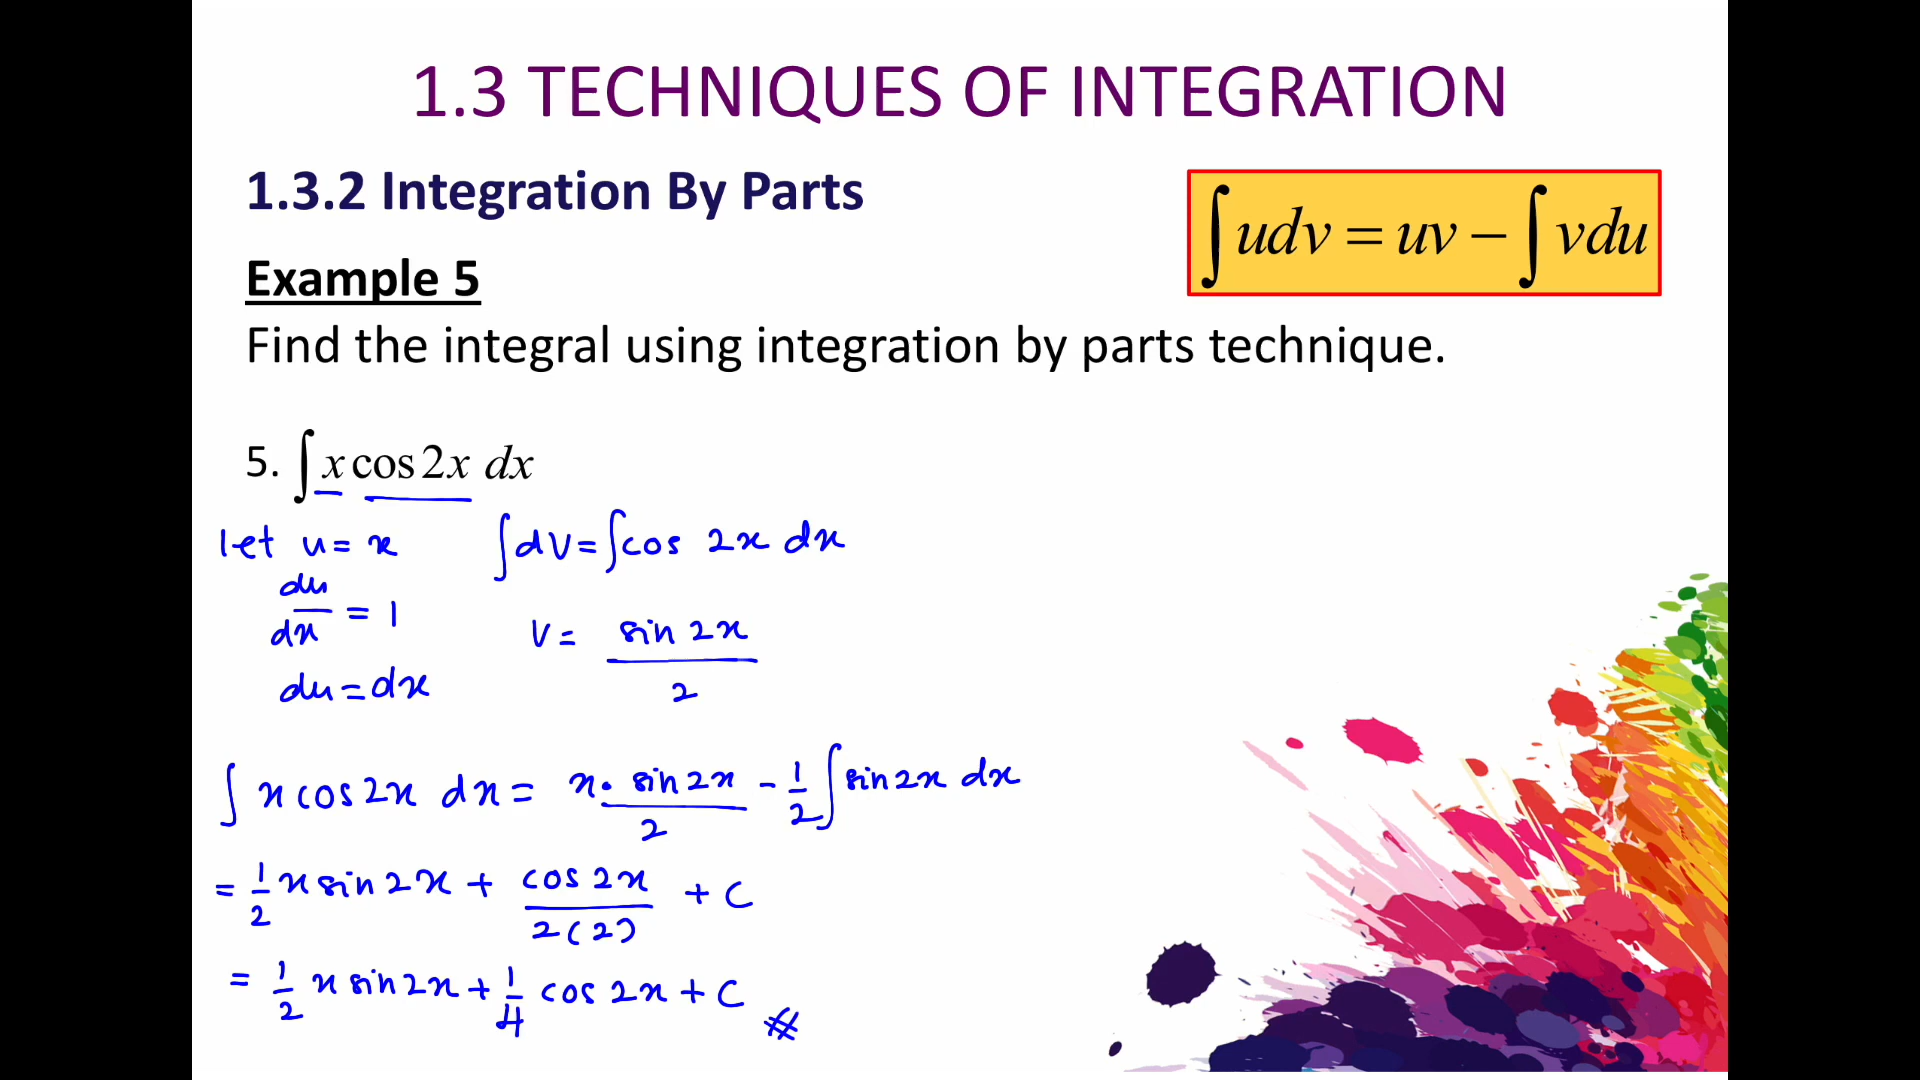 1.3 TECHNIQUES OF INTEGRATION
1.3.2 Integration By Parts
∫udv = uv − ∫vdu
Example 5
Find the integral using integration by parts technique.
5. ∫x cos 2x dx
let u = x ∫dv = ∫cos 2x dx
du/dx = 1 v = sin 2x / 2
du = dx
∫ x cos 2x dx = x • sin 2x / 2 - 1/2 ∫ sin 2x dx
= 1/2 x sin 2x + cos 2x / 2(2) + C
= 1/2 x sin 2x + 1/4 cos 2x + C #